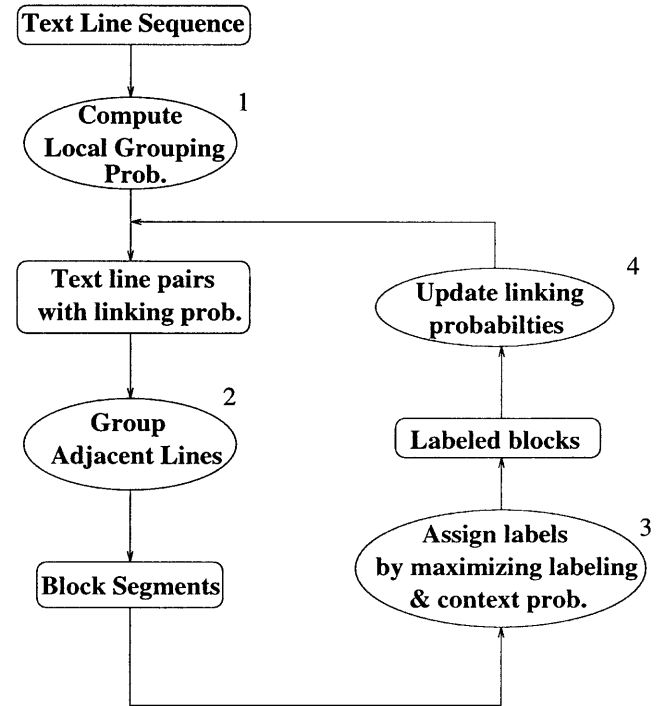 Text Line Sequence
1
Compute
Local Grouping
Prob.
Text line pairs
with linking prob.
2
Group
Adjacent Lines
Block Segments
3
Assign labels
by maximizing labeling
& context prob.
Labeled blocks
4
Update linking
probabilties